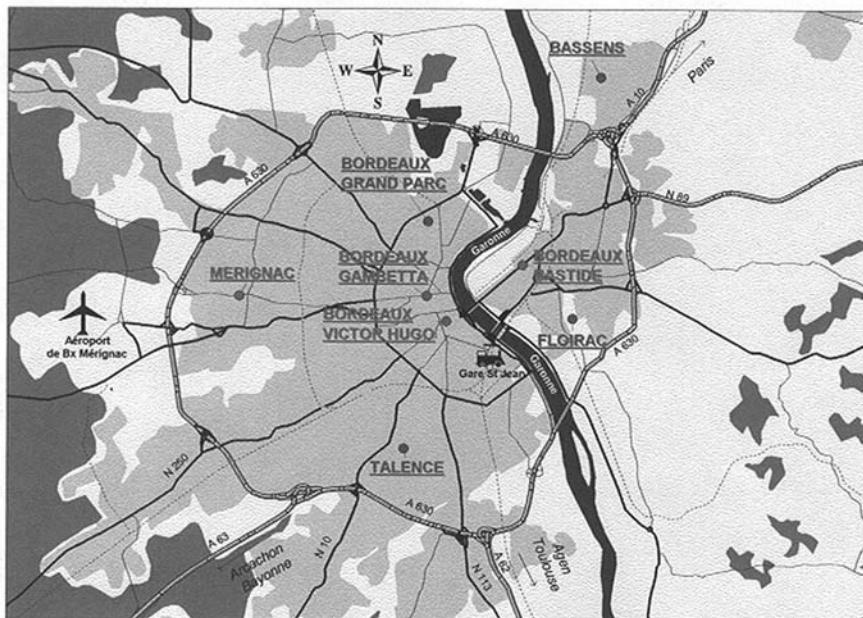 N
W E
S
BASSENS
A 10
Paris
A 630
A 630
BORDEAUX
GRAND PARC
N 89
Garonne
MERIGNAC
BORDEAUX
GAMBETTA
BORDEAUX
BASTIDE
BORDEAUX
VICTOR HUGO
FLOIRAC
Aéroport
de Bx Mérignac
Gare St Jean
Garonne
A 630
TALENCE
N 250
A 630
A 63
Arcachon
Bayonne
N 10
N 113
A 62
Agen
Toulouse